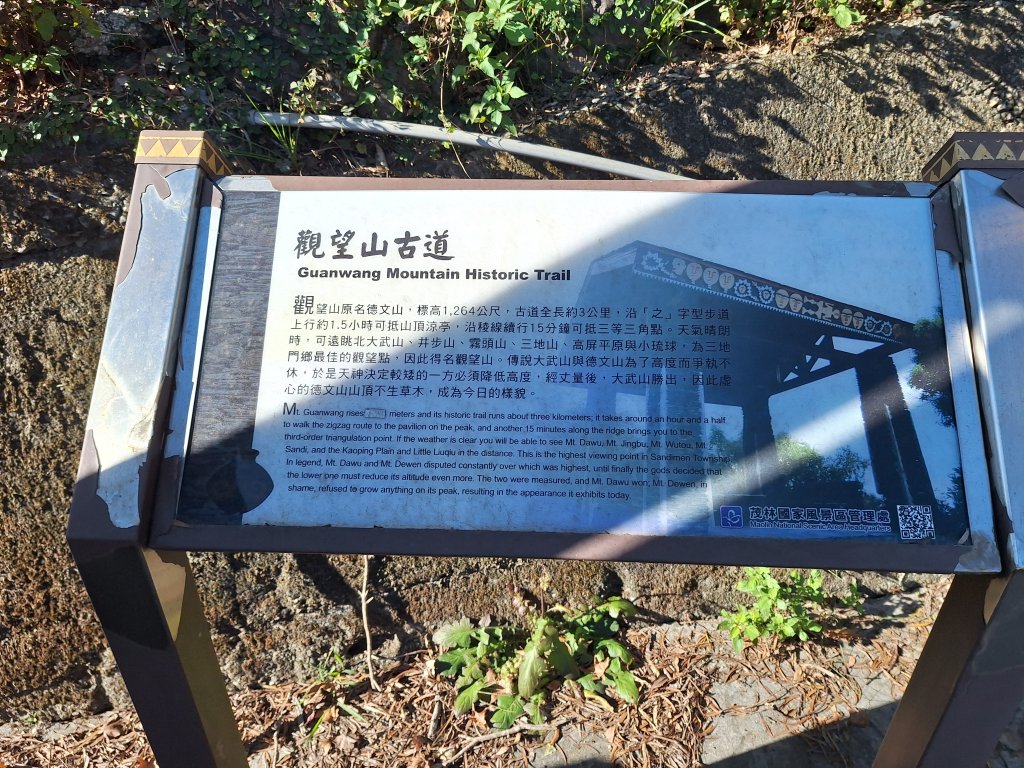 觀望山古道
Guanwang Mountain Historic Trail
觀望山原名德文山，標高1,264公尺，古道全長約3公里，沿「之」字型步道
上行約1.5小時可抵山頂涼亭，沿稜線續行15分鐘可抵三等三角點。天氣晴朗
時，可遠眺北大武山、井步山、霧頭山、三地山、高屏平原與小琉球，為三地
門鄉最佳的觀望點，因此得名觀望山。傳說大武山與德文山為了高度而爭執不
休，於是天神決定較矮的一方必須降低高度，經丈量後，大武山勝出，因此虛
心的德文山山頂不生草木，成為今日的樣貌。
Mt. Guanwang rises meters and its historic trail runs about three kilometers; it takes around an hour and a half
to walk the zigzag route to the pavilion on the peak, and another 15 minutes along the ridge brings you to the
third-order triangulation point. If the weather is clear you will be able to see Mt. Dawu, Mt. Jingbu, Mt. Wutou, Mt.
Sandi, and the Kaoping Plain and Little Liuqiu in the distance. This is the highest viewing point in Sandimen Township.
In legend, Mt. Dawu and Mt. Dewen disputed constantly over which was highest, until finally the gods decided that
the lower one must reduce its altitude even more. The two were measured, and Mt. Dawu won; Mt. Dewen, in
shame, refused to grow anything on its peak, resulting in the appearance it exhibits today.
茂林國家風景區管理處
Maolin National Scenic Area Headquarters